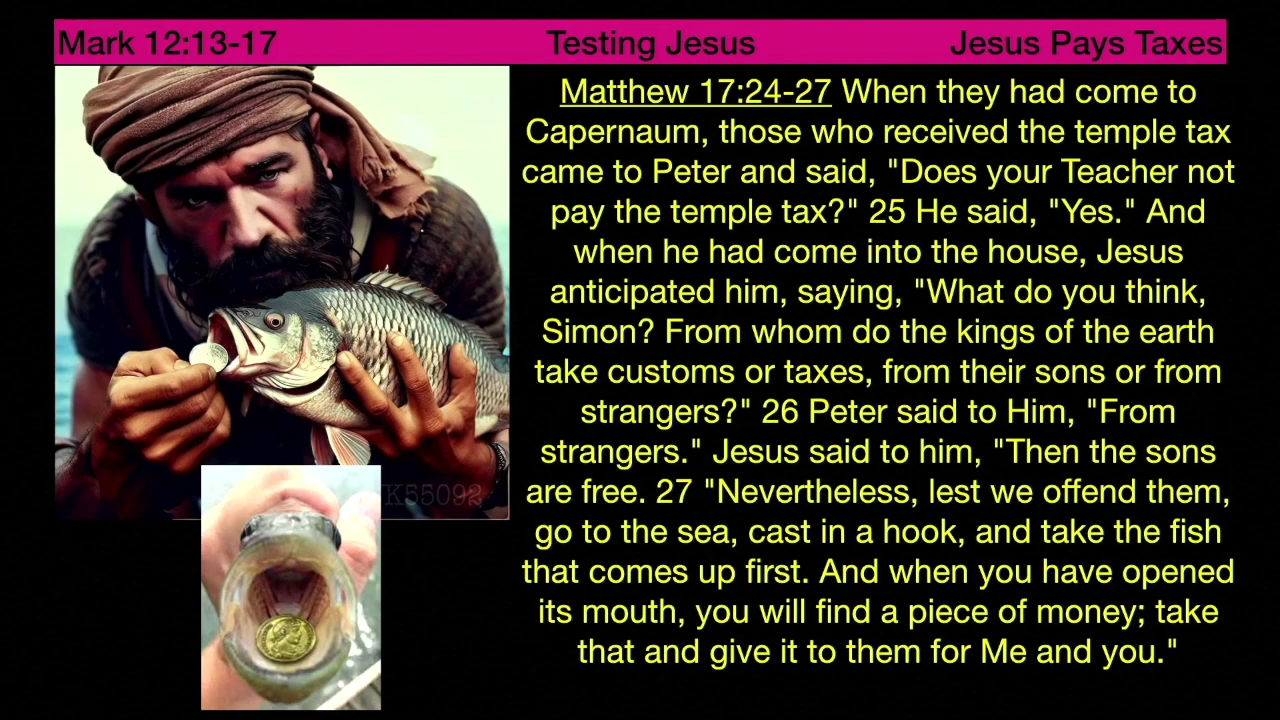 Mark 12:13-17 Testing Jesus Jesus Pays Taxes
Matthew 17:24-27 When they had come to
Capernaum, those who received the temple tax
came to Peter and said, "Does your Teacher not
pay the temple tax?" 25 He said, "Yes." And
when he had come into the house, Jesus
anticipated him, saying, "What do you think,
Simon? From whom do the kings of the earth
take customs or taxes, from their sons or from
strangers?" 26 Peter said to Him, "From
strangers." Jesus said to him, "Then the sons
are free. 27 "Nevertheless, lest we offend them,
go to the sea, cast in a hook, and take the fish
that comes up first. And when you have opened
its mouth, you will find a piece of money; take
that and give it to them for Me and you."
K55092